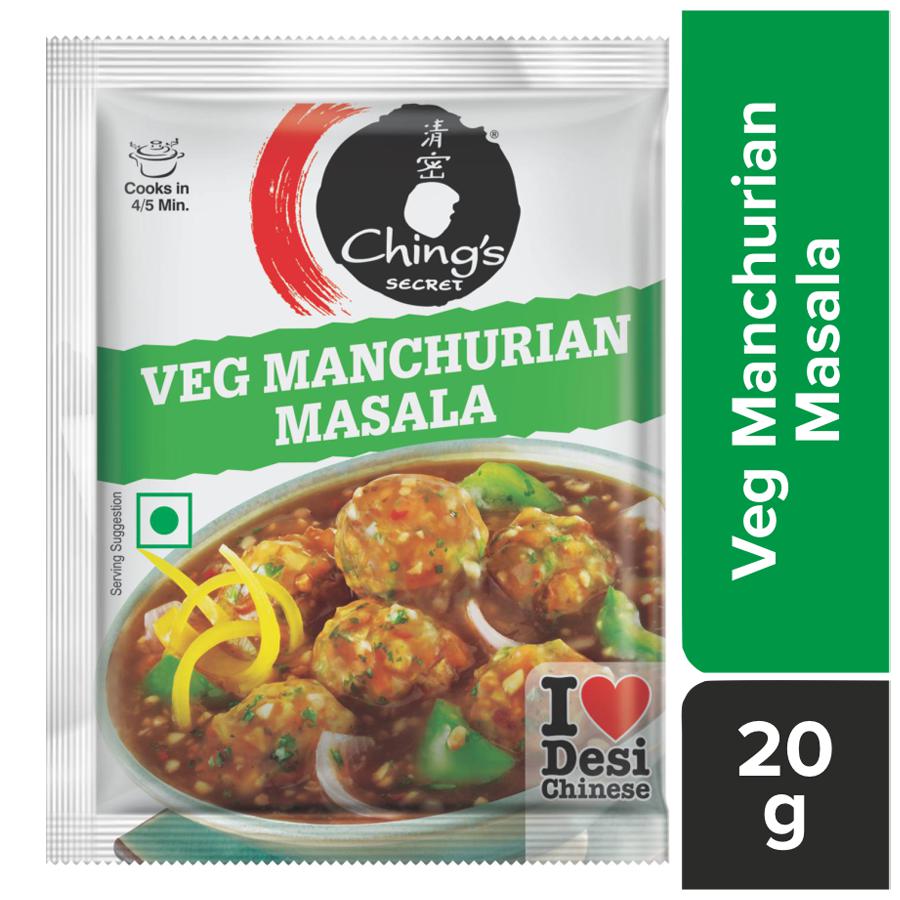 清
密
®
Ching's
SECRET
Cooks in
4/5 Min.
VEG MANCHURIAN
MASALA
Serving Suggestion
I ❤
Desi
Chinese
Veg Manchurian
Masala
20
g